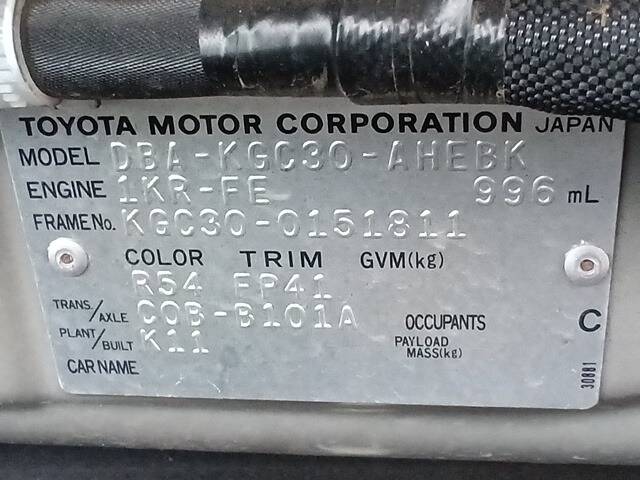 TOYOTA MOTOR CORPORATION JAPAN
MODEL DBA-KGC30-AHEBK
ENGINE 1KR-FE 996 mL
FRAME No. KGC30-0151811
COLOR TRIM GVM(kg)
R54 FP41
TRANS./AXLE C0B-B101A OCCUPANTS C
PLANT/BUILT K11 PAYLOAD MASS(kg)
CAR NAME
30881